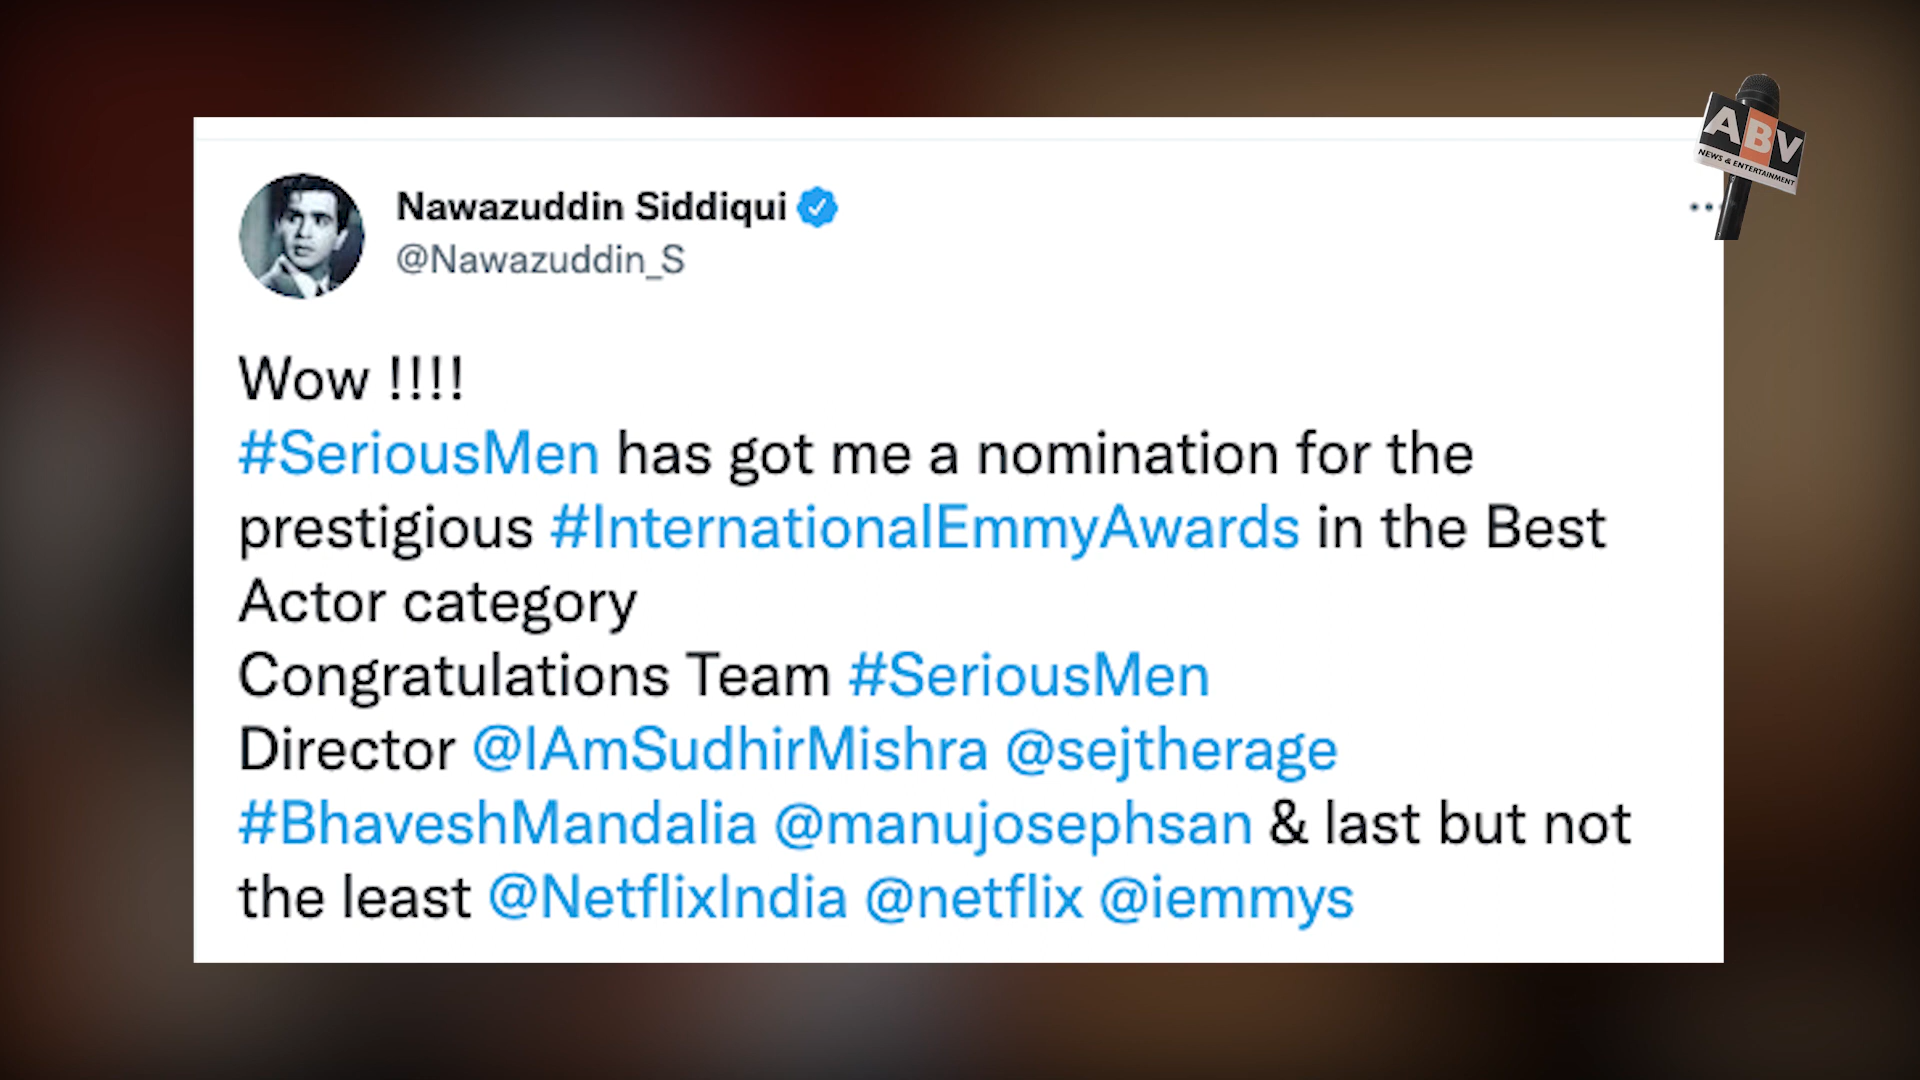 ABV
NEWS & ENTERTAINMENT
Nawazuddin Siddiqui
@Nawazuddin_S
Wow !!!!
#SeriousMen has got me a nomination for the
prestigious #InternationalEmmyAwards in the Best
Actor category
Congratulations Team #SeriousMen
Director @IAmSudhirMishra @sejtherage
#BhaveshMandalia @manujosephsan & last but not
the least @NetflixIndia @netflix @iemmys